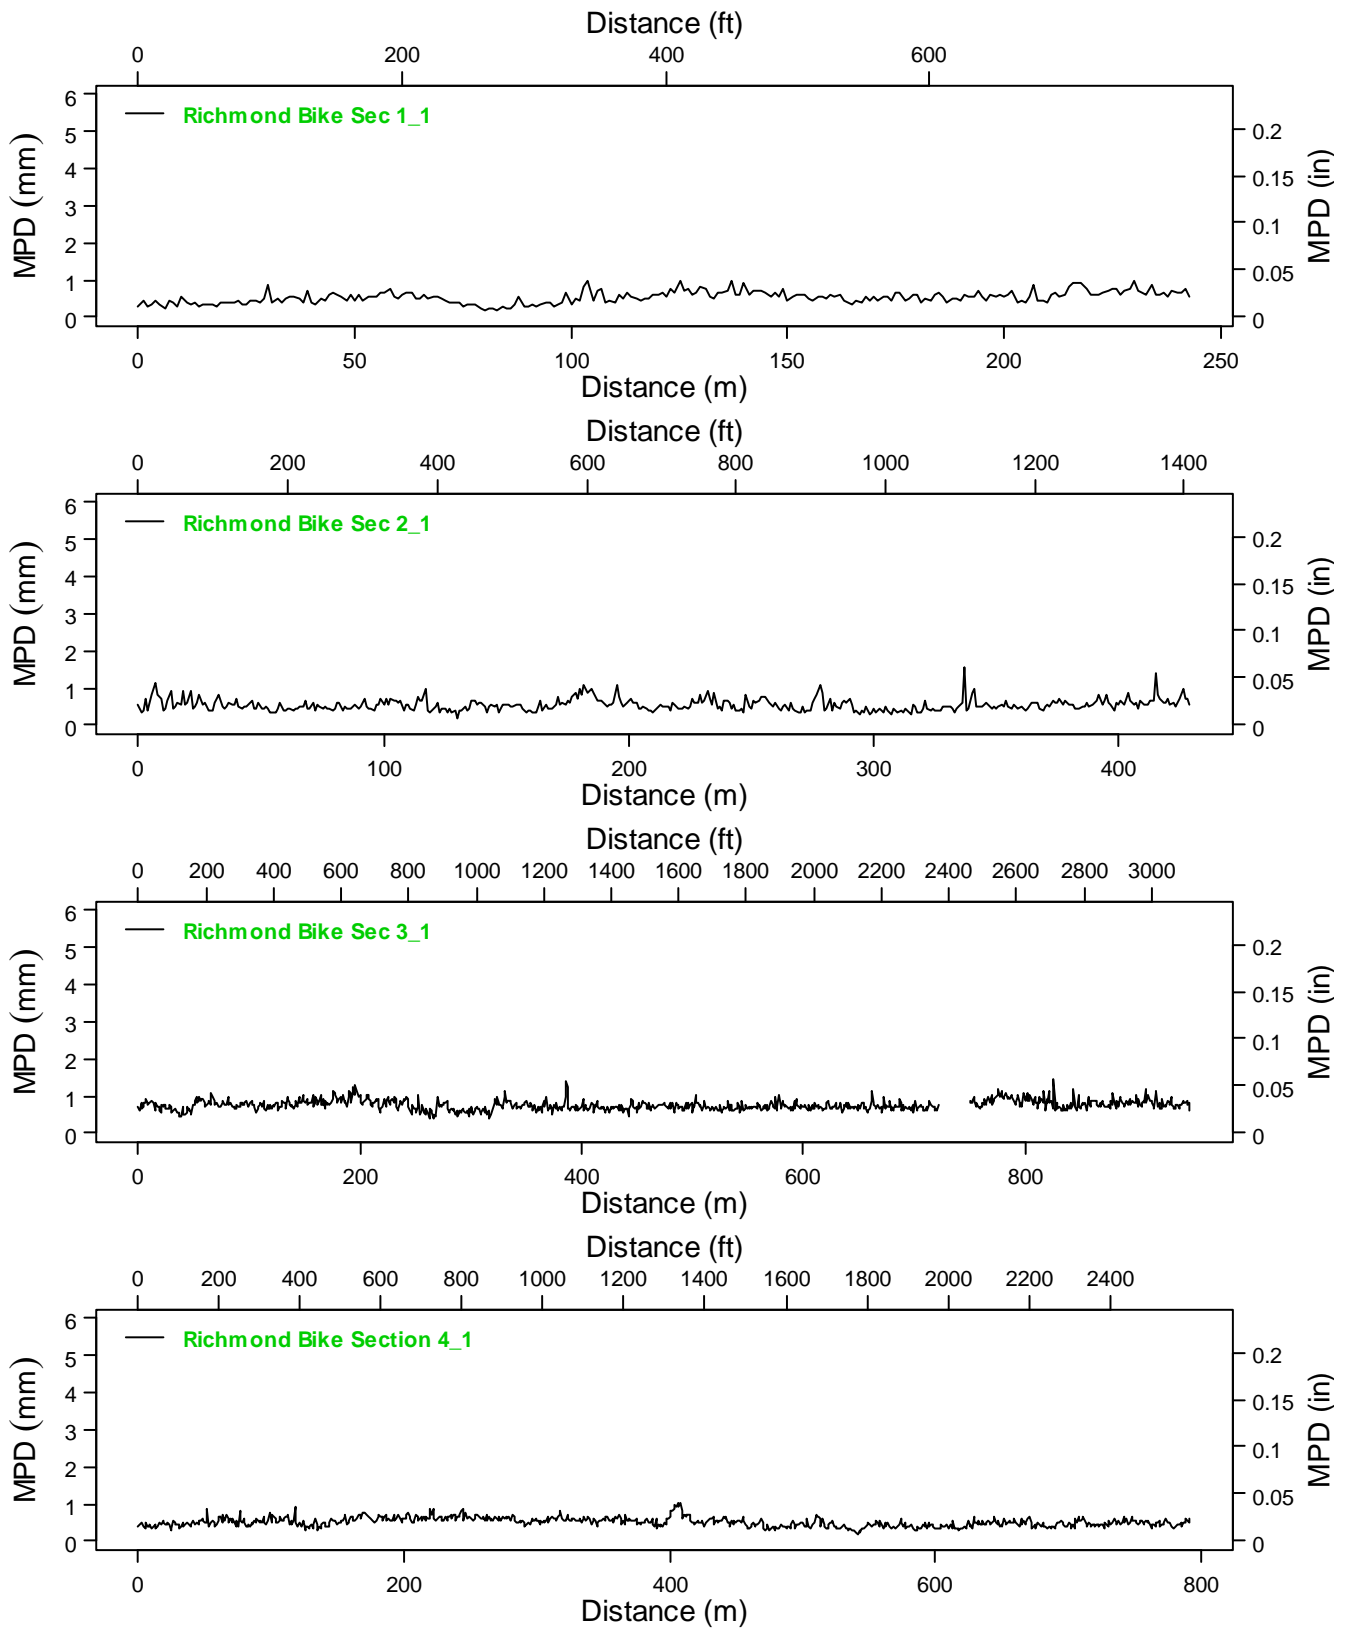 Distance (ft)
0 200 400 600
Richmond Bike Sec 1_1
MPD (mm)
6
5
4
3
2
1
0
0.2
0.15
0.1
0.05
0
MPD (in)
0 50 100 150 200 250
Distance (m)
Distance (ft)
0 200 400 600 800 1000 1200 1400
Richmond Bike Sec 2_1
MPD (mm)
6
5
4
3
2
1
0
0.2
0.15
0.1
0.05
0
MPD (in)
0 100 200 300 400
Distance (m)
Distance (ft)
0 200 400 600 800 1000 1200 1400 1600 1800 2000 2200 2400 2600 2800 3000
Richmond Bike Sec 3_1
MPD (mm)
6
5
4
3
2
1
0
0.2
0.15
0.1
0.05
0
MPD (in)
0 200 400 600 800
Distance (m)
Distance (ft)
0 200 400 600 800 1000 1200 1400 1600 1800 2000 2200 2400
Richmond Bike Section 4_1
MPD (mm)
6
5
4
3
2
1
0
0.2
0.15
0.1
0.05
0
MPD (in)
0 200 400 600 800
Distance (m)